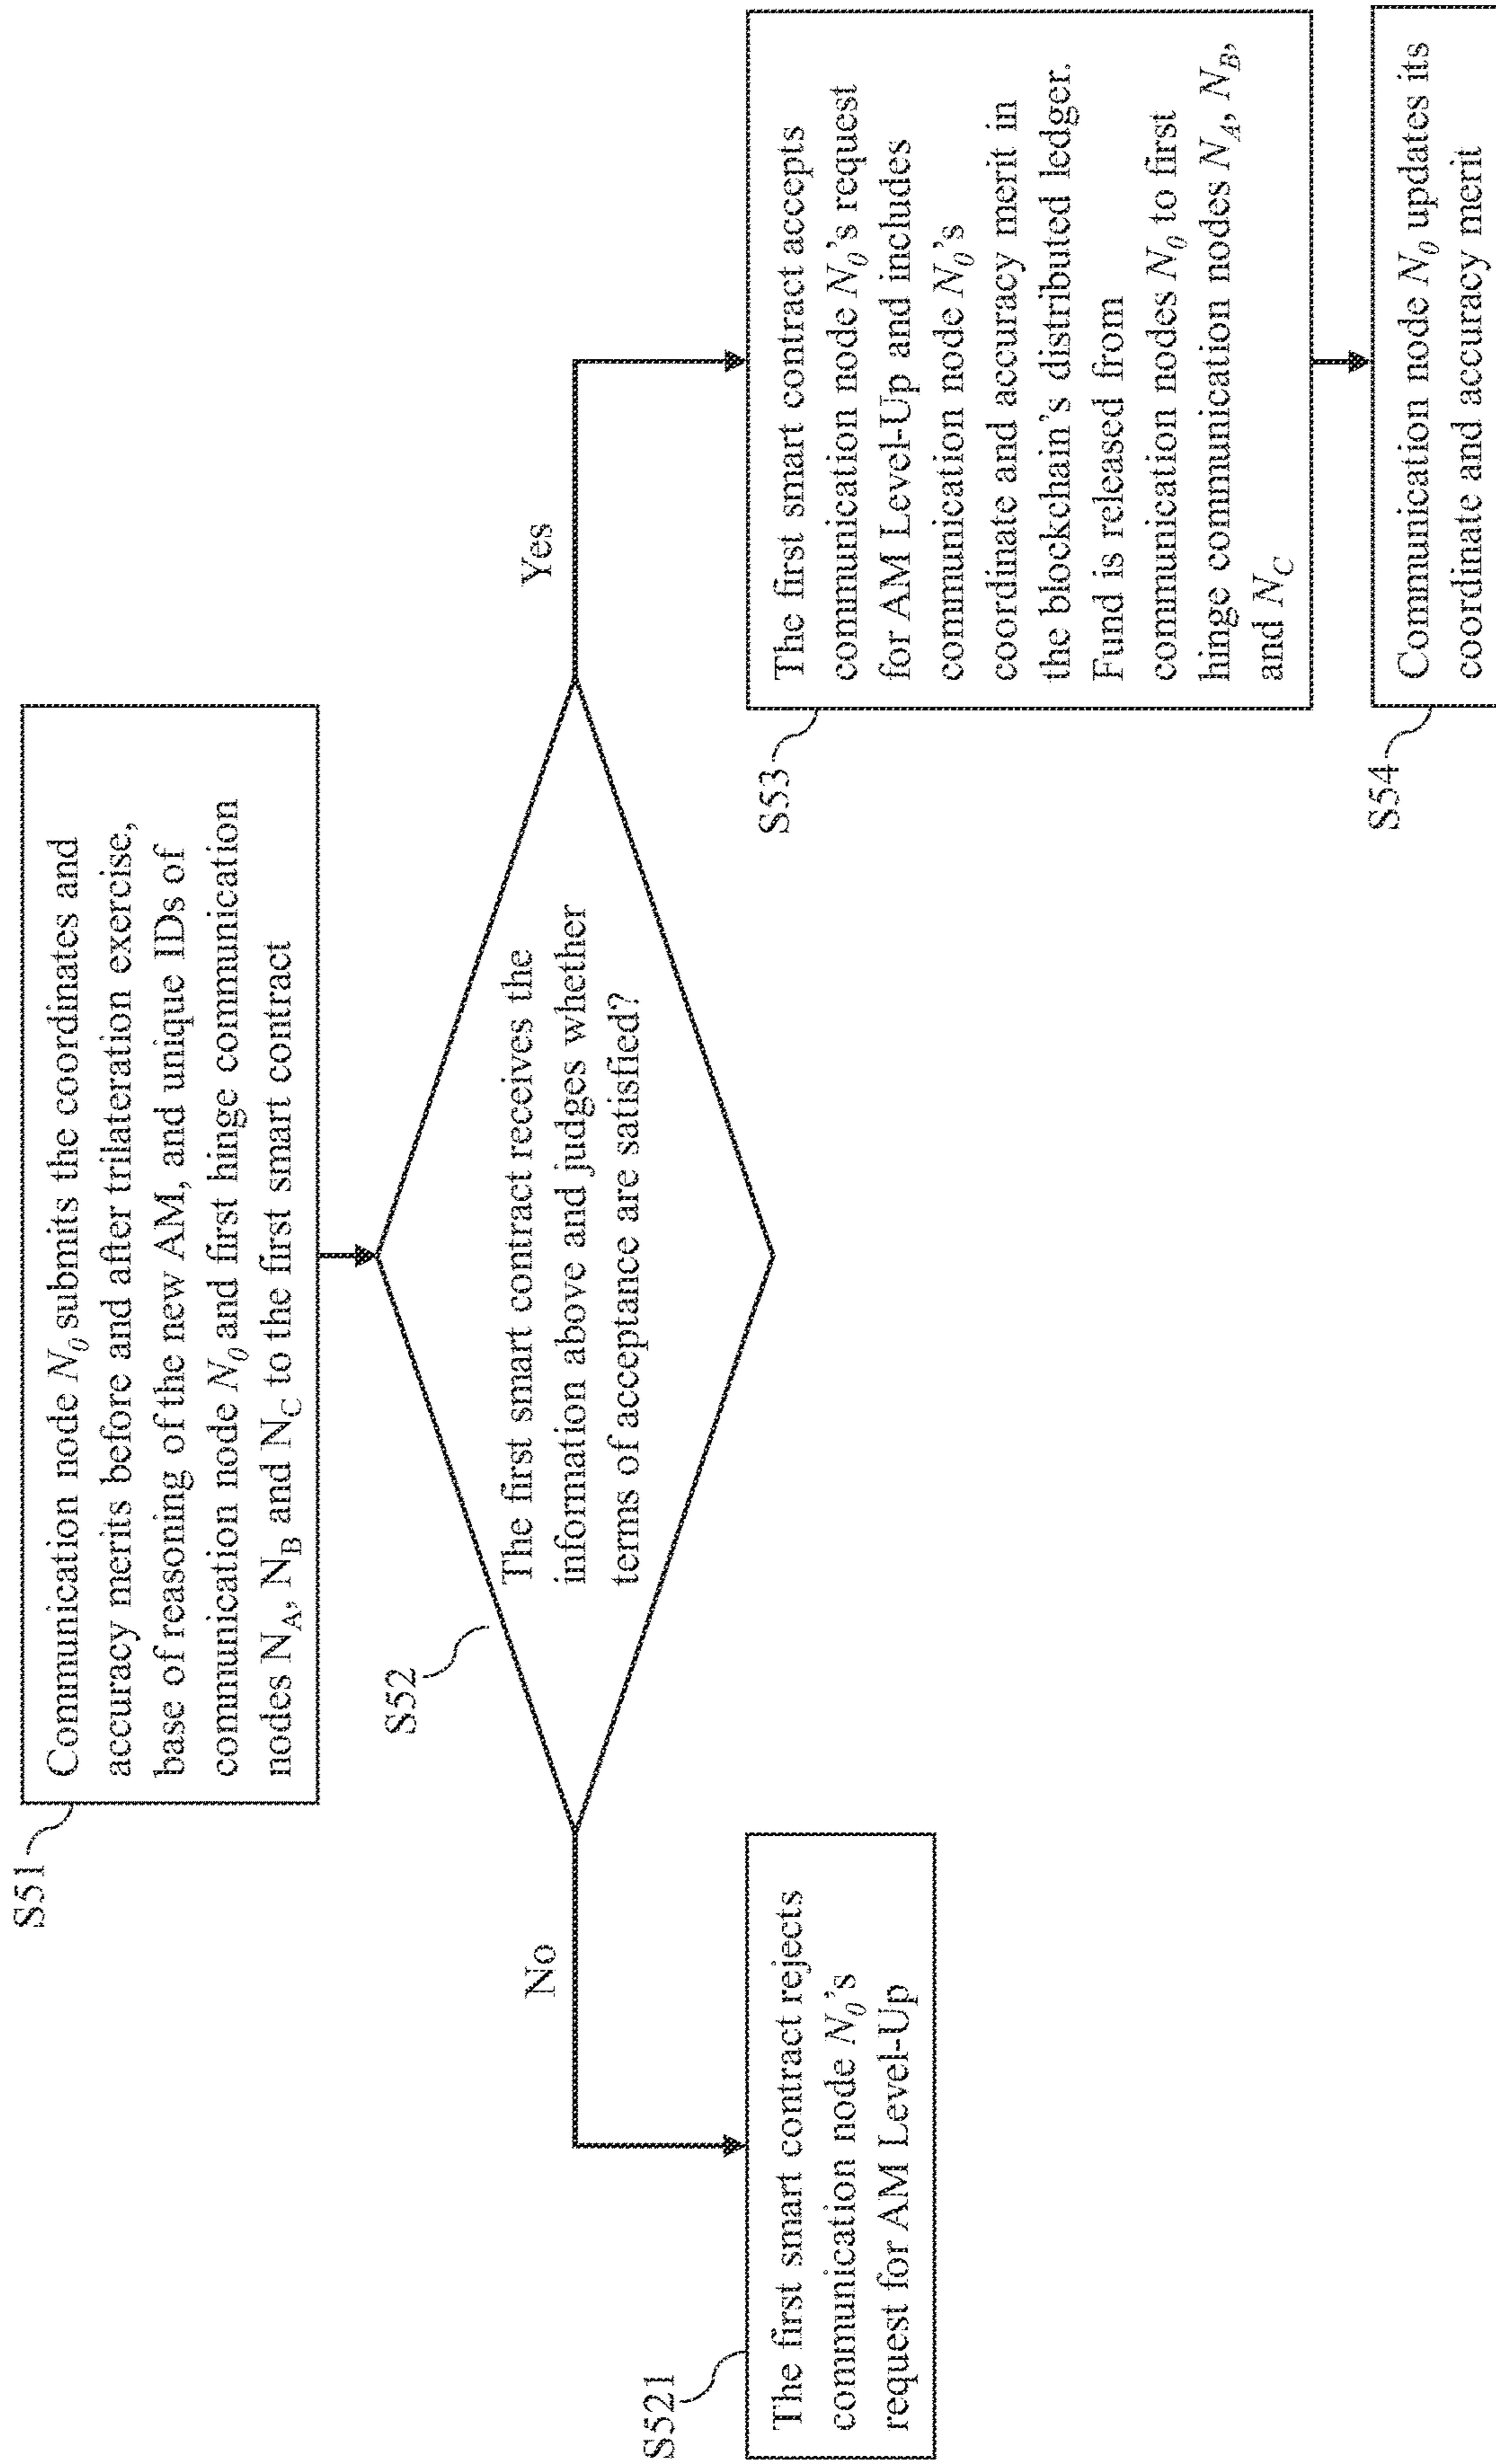 S51
Communication node N₀ submits the coordinates and
accuracy merits before and after trilateration exercise,
base of reasoning of the new AM, and unique IDs of
communication node N₀ and first hinge communication
nodes N_A, N_B and N_C to the first smart contract
S52
The first smart contract receives the
information above and judges whether
terms of acceptance are satisfied?
No
Yes
S521
The first smart contract rejects
communication node N₀'s
request for AM Level-Up
S53
The first smart contract accepts
communication node N₀'s request
for AM Level-Up and includes
communication node N₀'s
coordinate and accuracy merit in
the blockchain's distributed ledger.
Fund is released from
communication nodes N₀ to first
hinge communication nodes N_A, N_B,
and N_C
S54
Communication node N₀ updates its
coordinate and accuracy merit